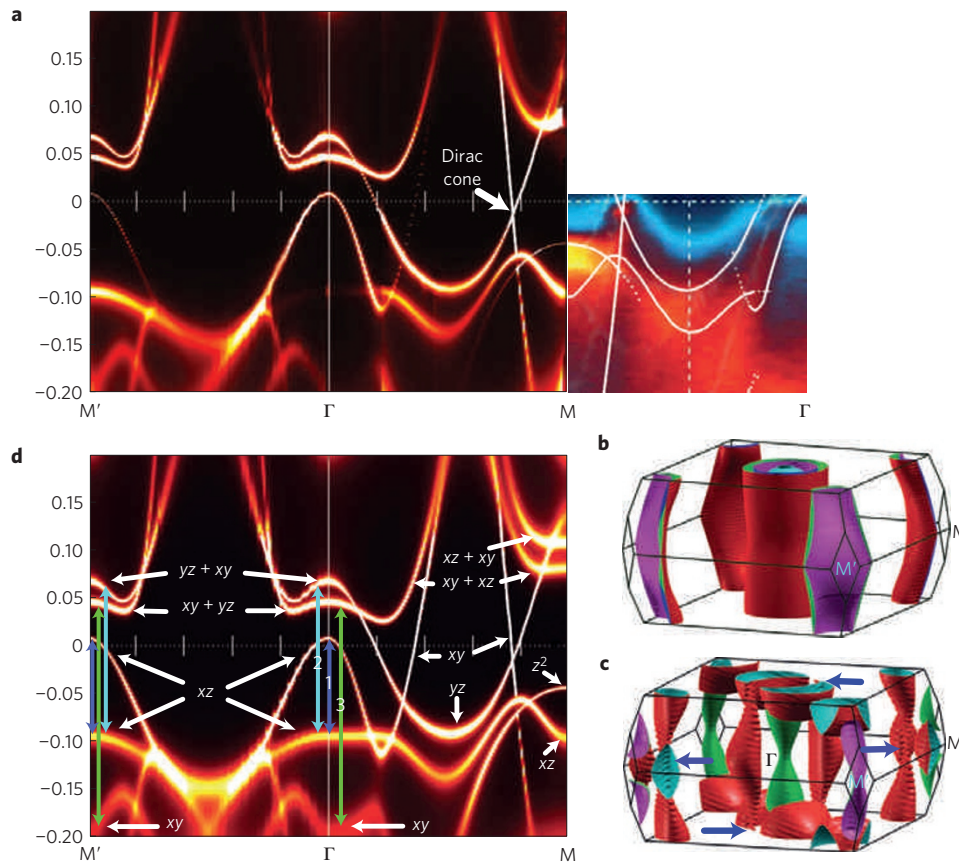 a
0.15
0.10
0.05
0
−0.05
−0.10
−0.15
−0.20
Dirac
cone
M′
Γ
M
Γ
b
M
M′
d
0.15
0.10
0.05
0
−0.05
−0.10
−0.15
−0.20
yz + xy
xy + yz
xz + xy
xy + xz
xz
2
1
3
xy
yz
z²
xz
xy
xy
M′
Γ
M
c
Γ
M
M